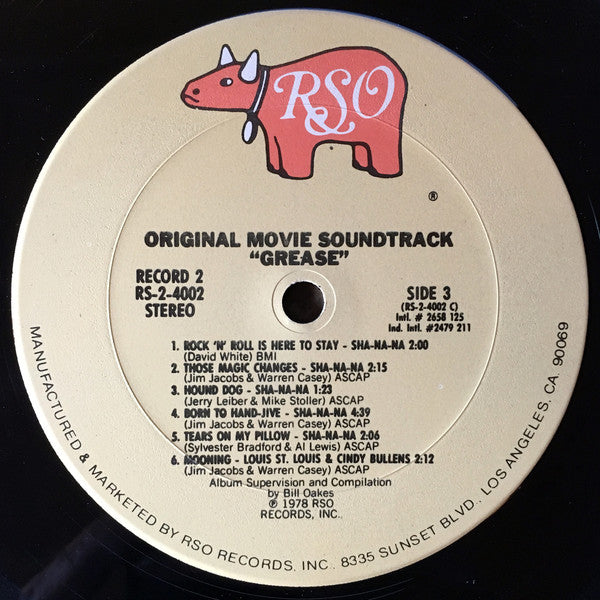 RSO
®
ORIGINAL MOVIE SOUNDTRACK
"GREASE"
RECORD 2
RS-2-4002
STEREO
SIDE 3
(RS-2-4002 C)
Intl. # 2658 125
Ind. Intl. #2479 211
1. ROCK 'N' ROLL IS HERE TO STAY - SHA-NA-NA 2:00
(David White) BMI
2. THOSE MAGIC CHANGES - SHA-NA-NA 2:15
(Jim Jacobs & Warren Casey) ASCAP
3. HOUND DOG - SHA-NA-NA 1:23
(Jerry Leiber & Mike Stoller) ASCAP
4. BORN TO HAND-JIVE - SHA-NA-NA 4:39
(Jim Jacobs & Warren Casey) ASCAP
5. TEARS ON MY PILLOW - SHA-NA-NA 2:06
(Sylvester Bradford & Al Lewis) ASCAP
6. MOONING - LOUIS ST. LOUIS & CINDY BULLENS 2:12
(Jim Jacobs & Warren Casey) ASCAP
Album Supervision and Compilation
by Bill Oakes
℗ 1978 RSO
RECORDS, INC.
MANUFACTURED & MARKETED BY RSO RECORDS, INC., 8335 SUNSET BLVD., LOS ANGELES, CA. 90069